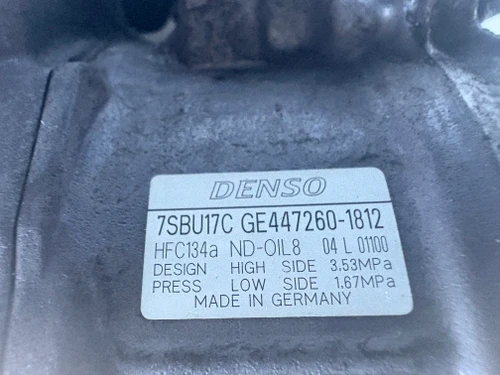 DENSO
7SBU17C GE447260-1812
HFC134a ND-OIL8 04 L 01100
DESIGN HIGH SIDE 3.53MPa
PRESS LOW SIDE 1.67MPa
MADE IN GERMANY